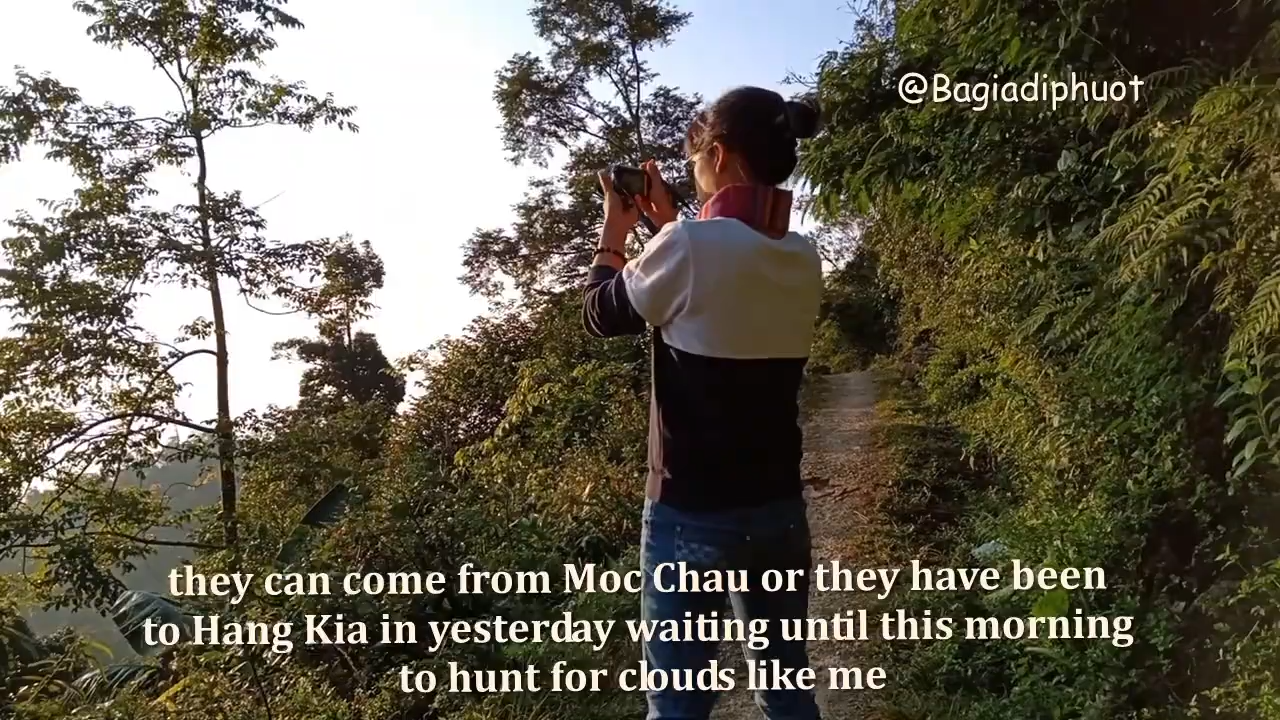 @Bagiadiphuot
they can come from Moc Chau or they have been
to Hang Kia in yesterday waiting until this morning
to hunt for clouds like me